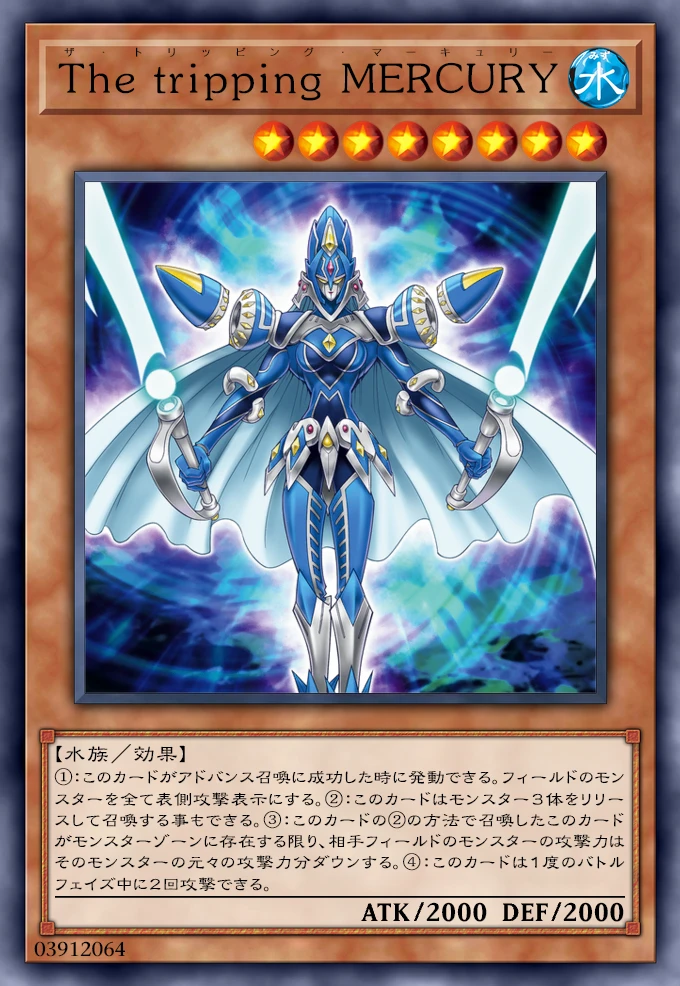 ザ・トリッピング・マーキュリー
The tripping MERCURY
みず
水
【水族／効果】
①：このカードがアドバンス召喚に成功した時に発動できる。フィールドのモン
スターを全て表側攻撃表示にする。②：このカードはモンスター３体をリリー
スして召喚する事もできる。③：このカードの②の方法で召喚したこのカード
がモンスターゾーンに存在する限り、相手フィールドのモンスターの攻撃力は
そのモンスターの元々の攻撃力分ダウンする。④：このカードは１度のバトル
フェイズ中に２回攻撃できる。
ATK/2000 DEF/2000
03912064